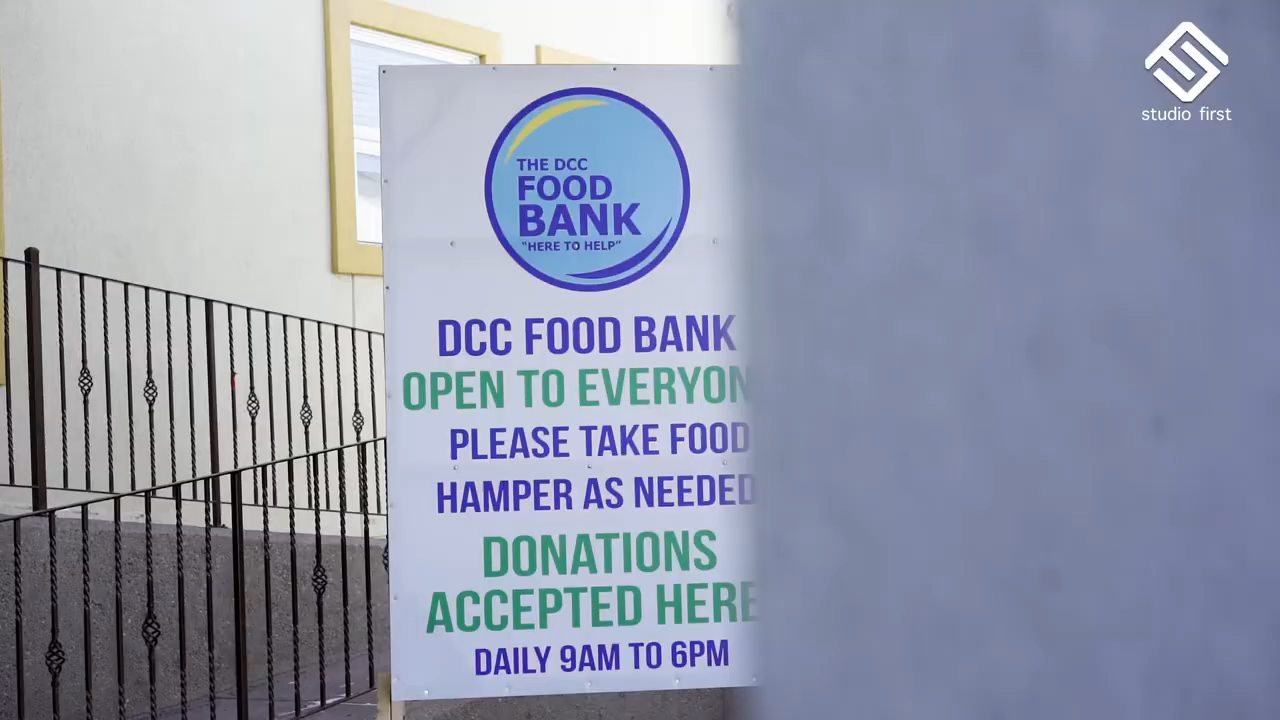 THE DCC
FOOD
BANK
"HERE TO HELP"
DCC FOOD BANK
OPEN TO EVERYON
PLEASE TAKE FOOD
HAMPER AS NEEDED
DONATIONS
ACCEPTED HERE
DAILY 9AM TO 6PM
studio first